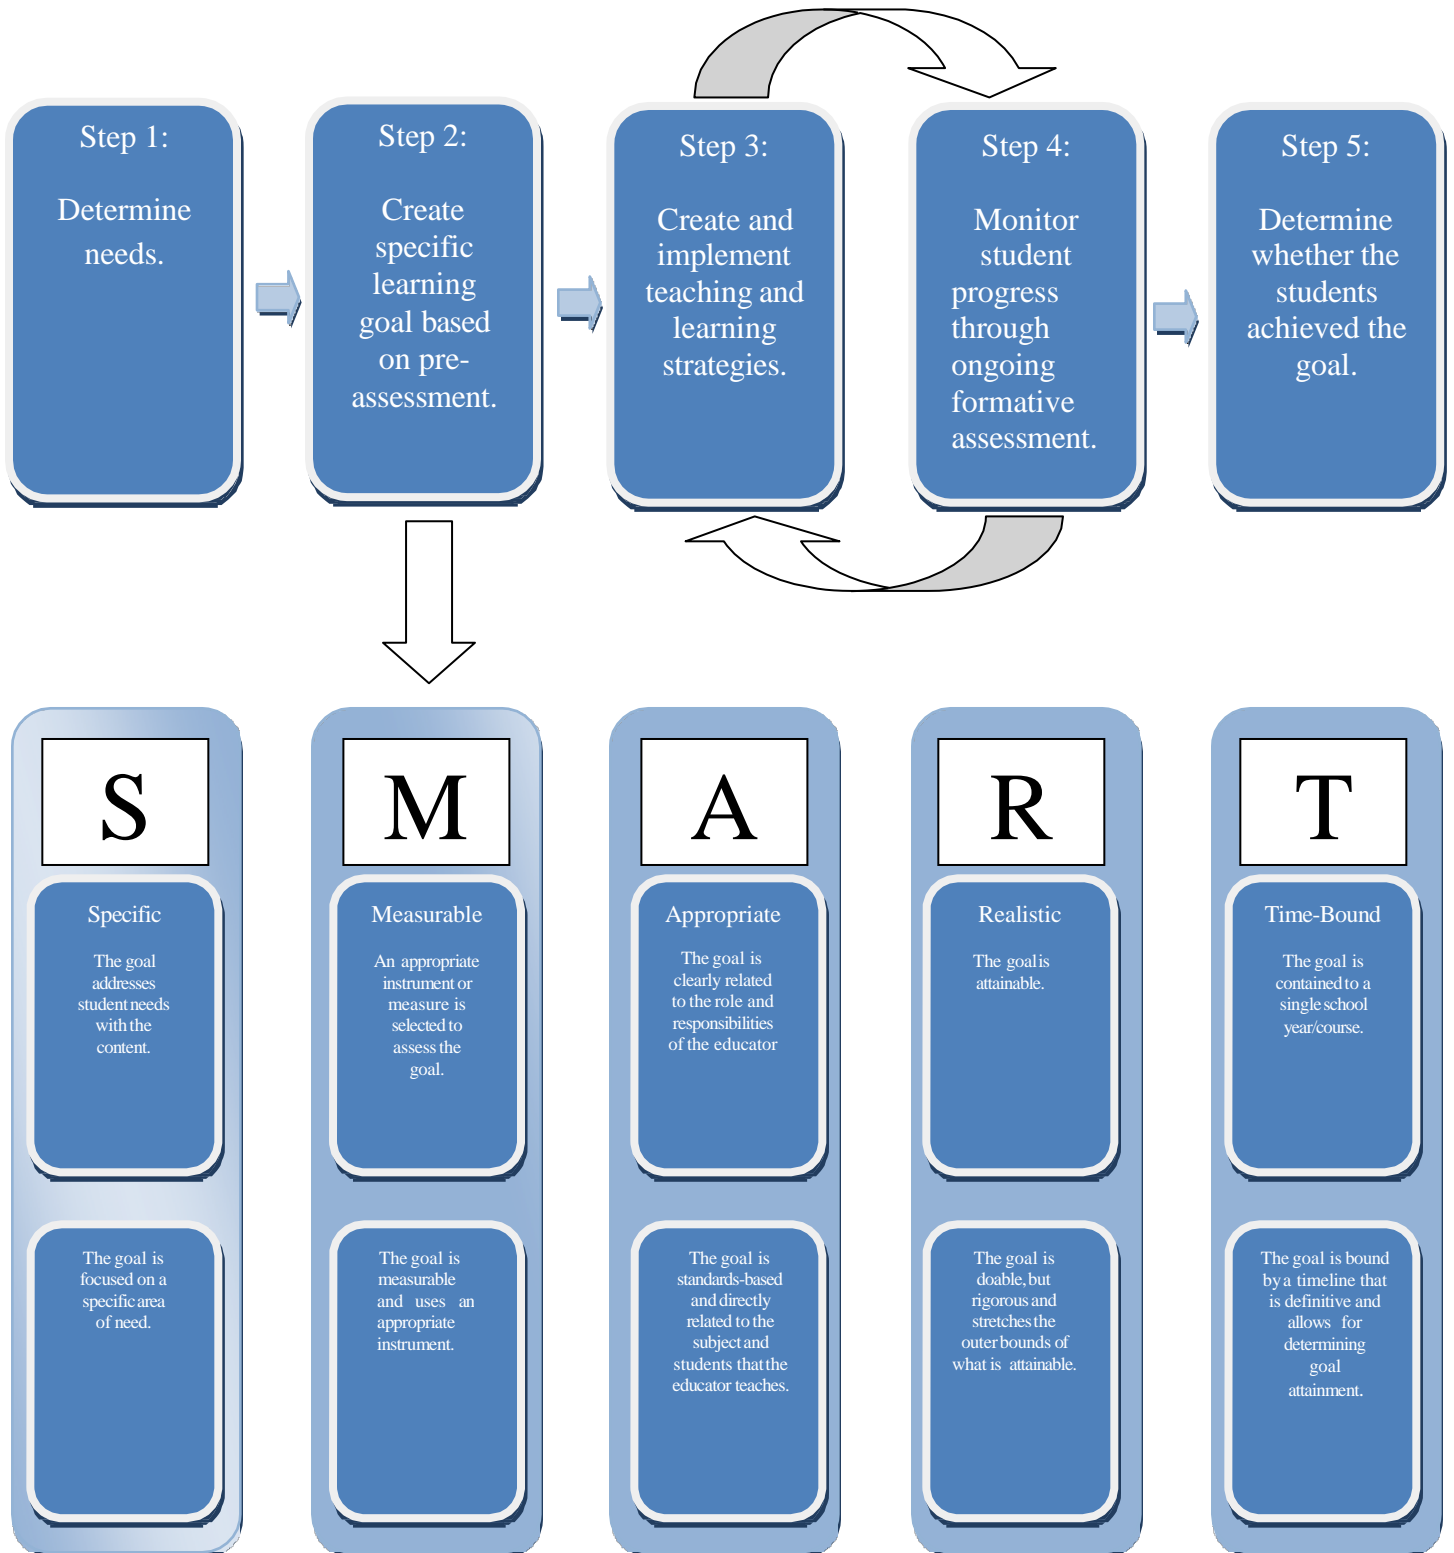 Step 1:
Determine
needs.
Step 2:
Create
specific
learning
goal based
on pre-
assessment.
Step 3:
Create and
implement
teaching and
learning
strategies.
Step 4:
Monitor
student
progress
through
ongoing
formative
assessment.
Step 5:
Determine
whether the
students
achieved the
goal.
S
Specific
The goal
addresses
student needs
with the
content.
The goal is
focused on a
specific area
of need.
M
Measurable
An appropriate
instrument or
measure is
selected to
assess the
goal.
The goal is
measurable
and uses an
appropriate
instrument.
A
Appropriate
The goal is
clearly related
to the role and
responsibilities
of the educator
The goal is
standards-based
and directly
related to the
subject and
students that the
educator teaches.
R
Realistic
The goal is
attainable.
The goal is
doable, but
rigorous and
stretches the
outer bounds of
what is attainable.
T
Time-Bound
The goal is
contained to a
single school
year/course.
The goal is bound
by a timeline that
is definitive and
allows for
determining
goal
attainment.